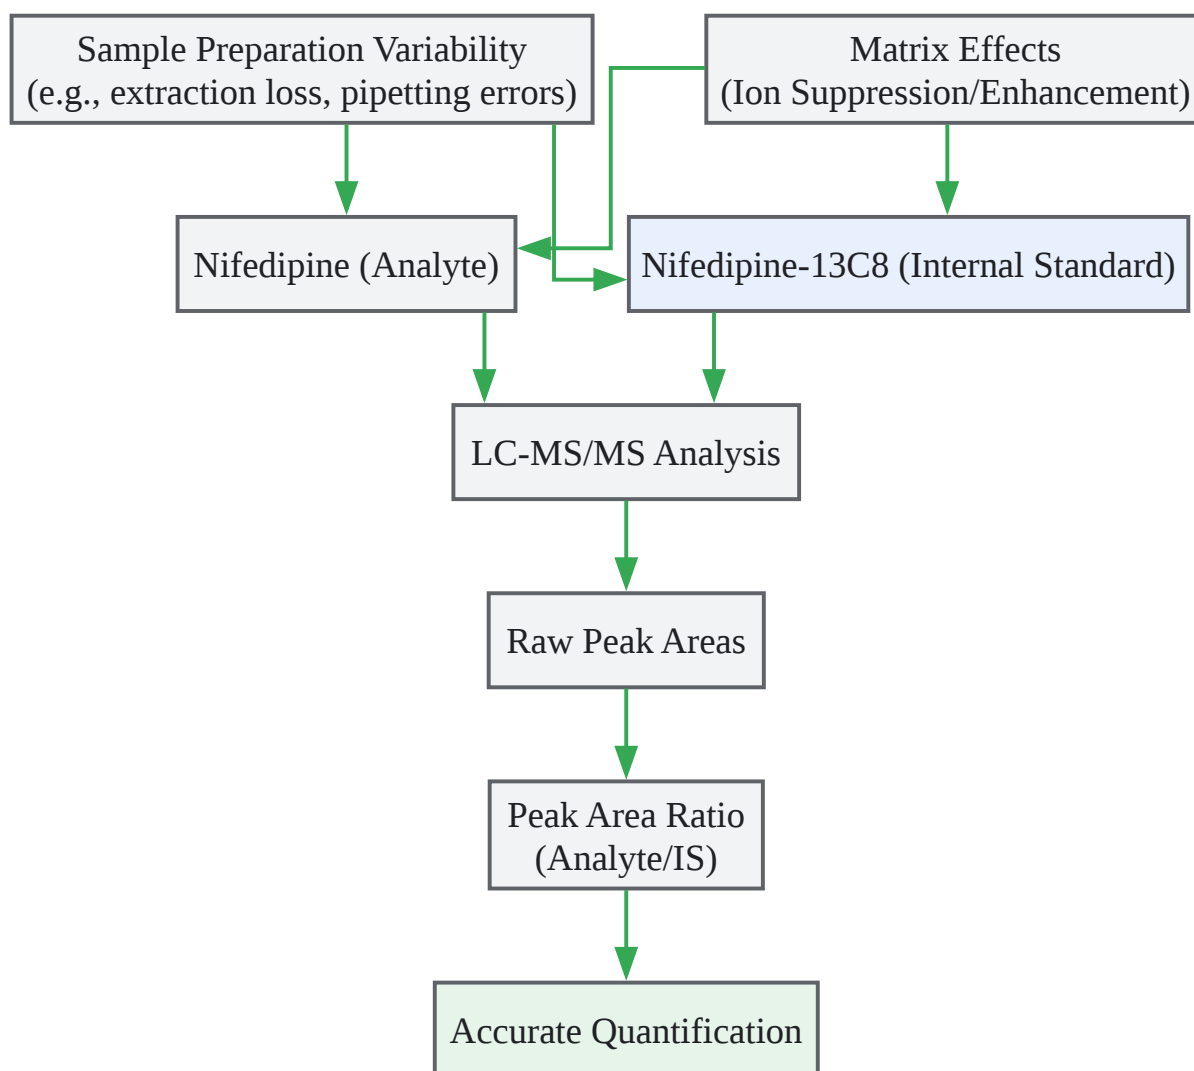 Sample Preparation Variability
(e.g., extraction loss, pipetting errors)
Matrix Effects
(Ion Suppression/Enhancement)
Nifedipine (Analyte)
Nifedipine-13C8 (Internal Standard)
LC-MS/MS Analysis
Raw Peak Areas
Peak Area Ratio
(Analyte/IS)
Accurate Quantification